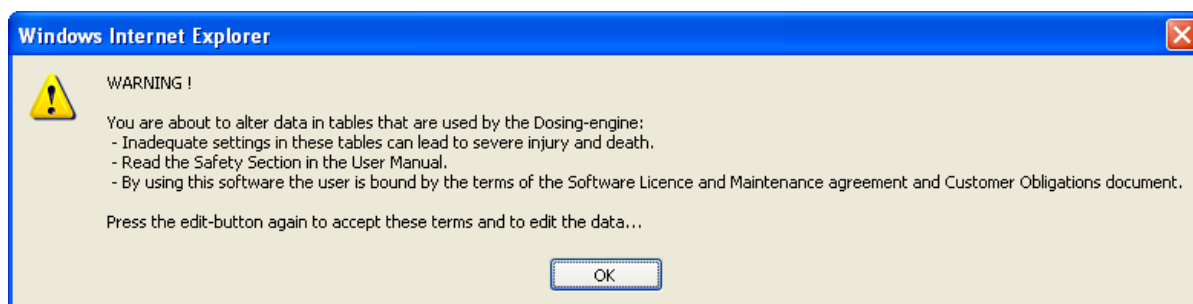 Windows Internet Explorer
WARNING !
You are about to alter data in tables that are used by the Dosing-engine:
- Inadequate settings in these tables can lead to severe injury and death.
- Read the Safety Section in the User Manual.
- By using this software the user is bound by the terms of the Software Licence and Maintenance agreement and Customer Obligations document.
Press the edit-button again to accept these terms and to edit the data...
OK